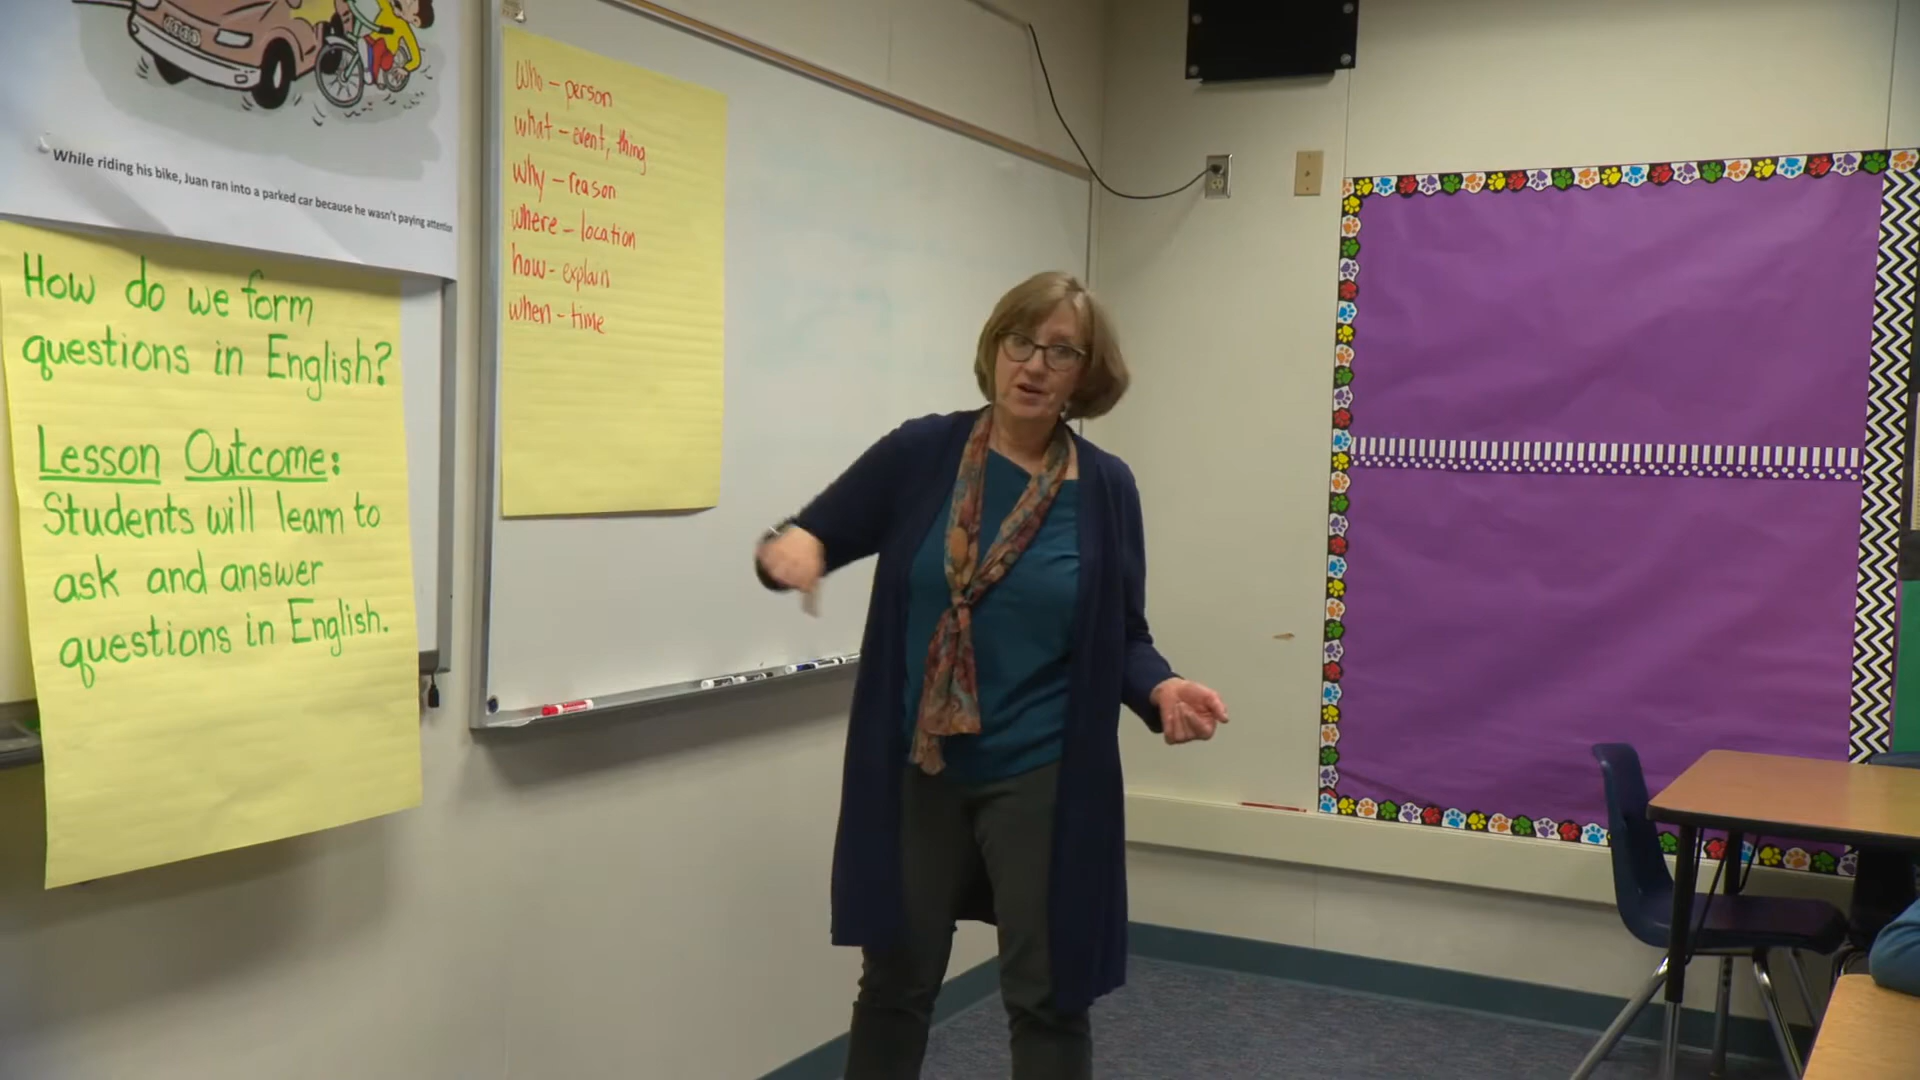 While riding his bike, Juan ran into a parked car because he wasn't paying attention
How do we form
questions in English?
Lesson Outcome:
Students will learn to
ask and answer
questions in English.
who - person
what - event, thing
why - reason
where - location
how - explain
when - time